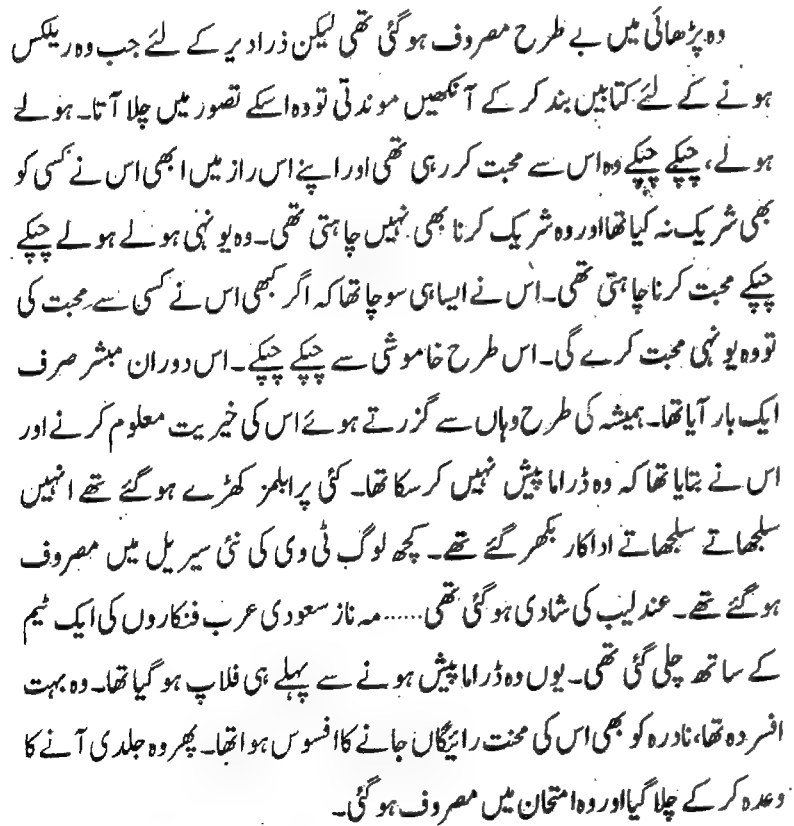 وہ پڑھائی میں بے طرح مصروف ہو گئی تھی لیکن ذرا دیر کے لئے جب وہ ریلکس
ہونے کے لئے کتابیں بند کر کے آنکھیں موندتی تو وہ اسکے تصور میں چلا آتا۔ ہولے
ہولے، چپکے چپکے وہ اس سے محبت کر رہی تھی اور اپنے اس راز میں ابھی اس نے کسی کو
بھی شریک نہ کیا تھا اور وہ شریک کرنا بھی نہیں چاہتی تھی۔ وہ یونہی ہولے ہولے چپکے
چپکے محبت کرنا چاہتی تھی۔ اس نے ایسا ہی سوچا تھا کہ اگر کبھی اس نے کسی سے محبت کی
تو وہ یونہی محبت کرے گی۔ اس طرح خاموشی سے چپکے چپکے۔ اس دوران مبشر صرف
ایک بار آیا تھا۔ ہمیشہ کی طرح وہاں سے گزرتے ہوئے اس کی خیریت معلوم کرنے اور
اس نے بتایا تھا کہ وہ ڈراما پیش نہیں کر سکا تھا۔ کئی پرابلمز کھڑے ہو گئے تھے انہیں
سلجھاتے سلجھاتے اداکار بکھر گئے تھے۔ کچھ لوگ ٹی وی کی نئی سیریل میں مصروف
ہو گئے تھے۔ عندلیب کی شادی ہو گئی تھی...... مہ ناز سعودی عرب فنکاروں کی ایک ٹیم
کے ساتھ چلی گئی تھی۔ یوں وہ ڈراما پیش ہونے سے پہلے ہی فلاپ ہو گیا تھا۔ وہ بہت
افسردہ تھا، نادرہ کو بھی اس کی محنت رائیگاں جانے کا افسوس ہوا تھا۔ پھر وہ جلدی آنے کا
وعدہ کر کے چلا گیا اور وہ امتحان میں مصروف ہو گئی۔